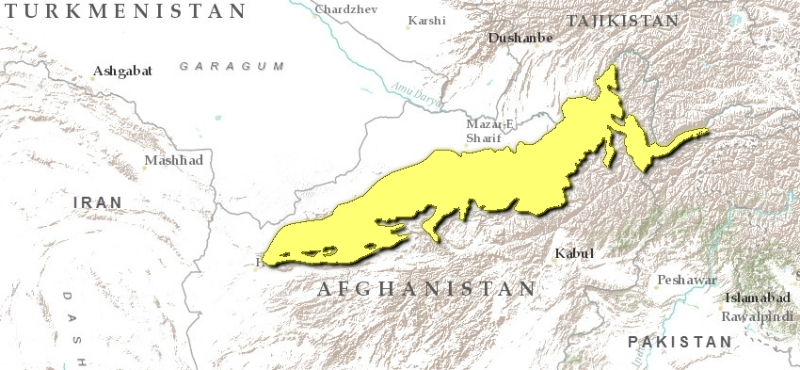 TURKMENISTAN
Chardzhev
Karshi
TAJIKISTAN
Dushanbe
Ashgabat
GARAGUM
Amu Darya
Mazar-E
Sharif
Mashhad
IRAN
Kabul
AFGHANISTAN
Peshawar
Islamabad
Rawalpindi
PAKISTAN
DASH